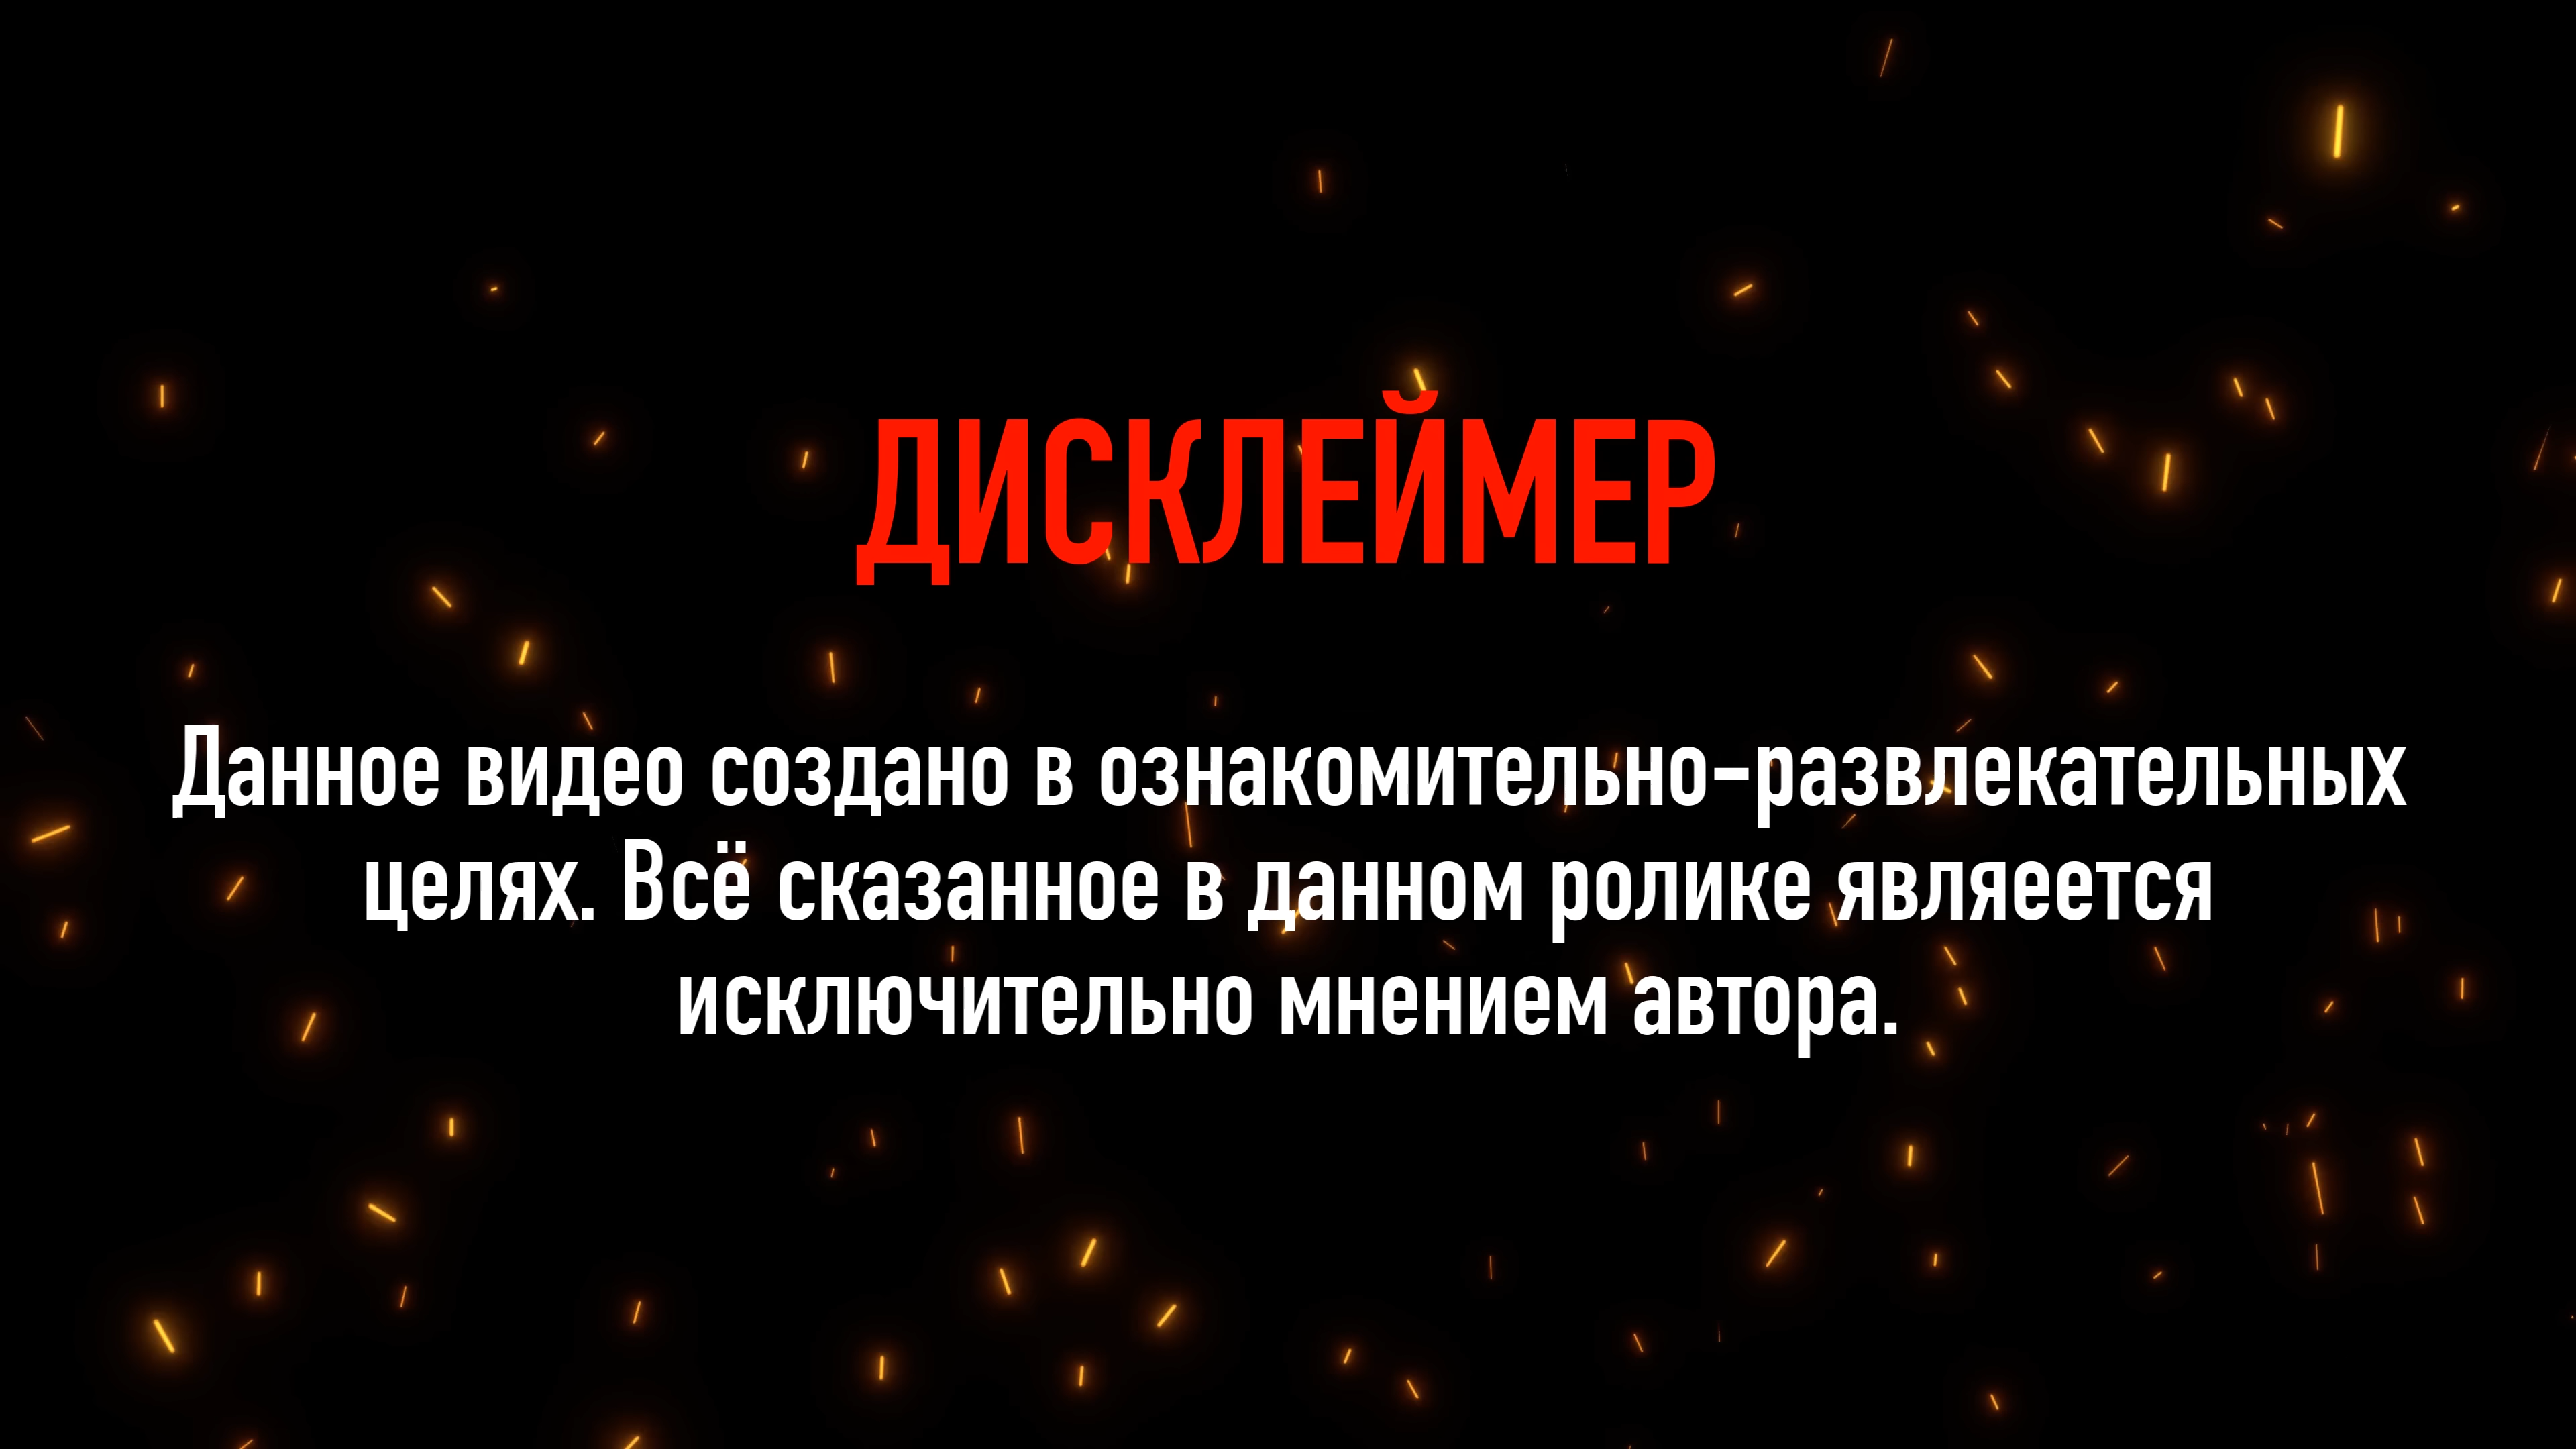 ДИСКЛЕЙМЕР
Данное видео создано в ознакомительно-развлекательных
целях. Всё сказанное в данном ролике являеется
исключительно мнением автора.